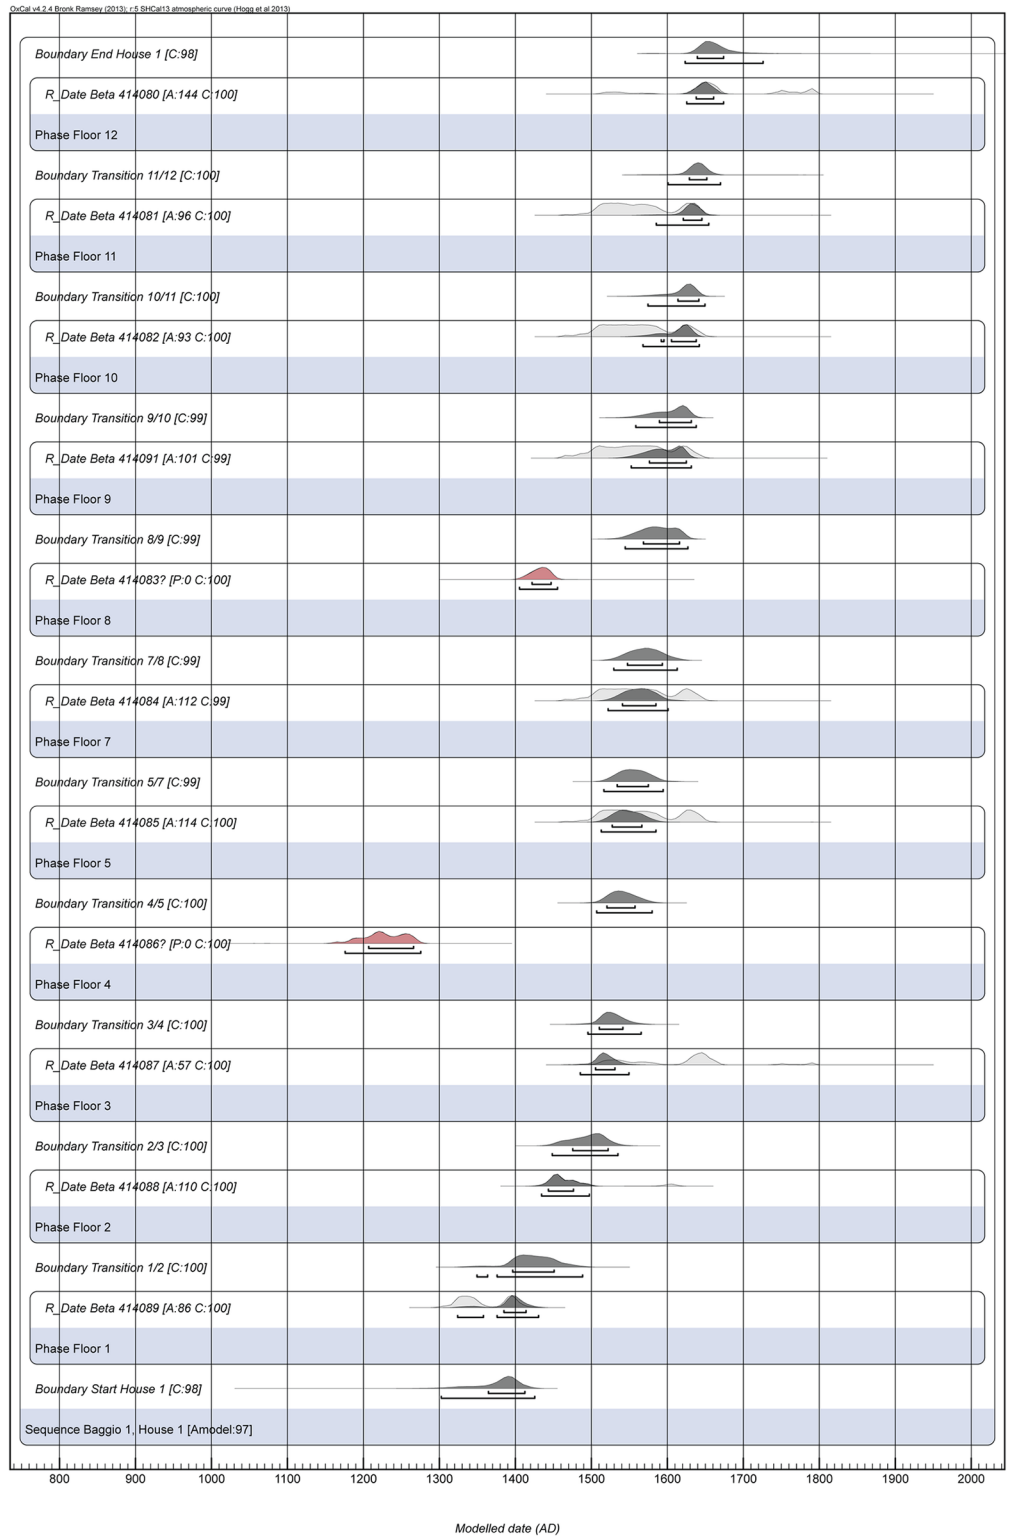 OxCal v4.2.4 Bronk Ramsey (2013); r:5 SHCal13 atmospheric curve (Hogg et al 2013)
Boundary End House 1 [C:98]
R_Date Beta 414080 [A:144 C:100]
Phase Floor 12
Boundary Transition 11/12 [C:100]
R_Date Beta 414081 [A:96 C:100]
Phase Floor 11
Boundary Transition 10/11 [C:100]
R_Date Beta 414082 [A:93 C:100]
Phase Floor 10
Boundary Transition 9/10 [C:99]
R_Date Beta 414091 [A:101 C:99]
Phase Floor 9
Boundary Transition 8/9 [C:99]
R_Date Beta 414083? [P:0 C:100]
Phase Floor 8
Boundary Transition 7/8 [C:99]
R_Date Beta 414084 [A:112 C:99]
Phase Floor 7
Boundary Transition 5/7 [C:99]
R_Date Beta 414085 [A:114 C:100]
Phase Floor 5
Boundary Transition 4/5 [C:100]
R_Date Beta 414086? [P:0 C:100]
Phase Floor 4
Boundary Transition 3/4 [C:100]
R_Date Beta 414087 [A:57 C:100]
Phase Floor 3
Boundary Transition 2/3 [C:100]
R_Date Beta 414088 [A:110 C:100]
Phase Floor 2
Boundary Transition 1/2 [C:100]
R_Date Beta 414089 [A:86 C:100]
Phase Floor 1
Boundary Start House 1 [C:98]
Sequence Baggio 1, House 1 [Amodel:97]
800 900 1000 1100 1200 1300 1400 1500 1600 1700 1800 1900 2000
Modelled date (AD)